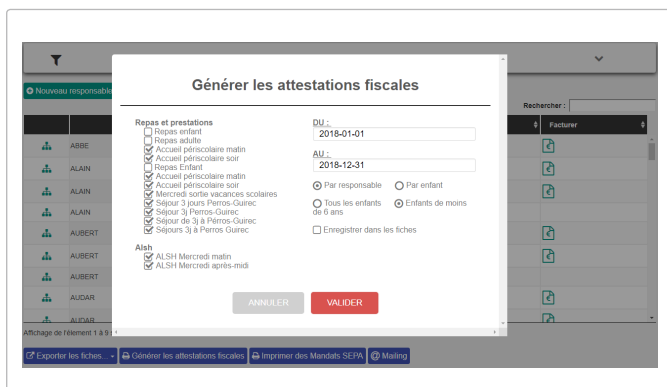 Nouveau responsable
Rechercher :
Facturer
ABBE
ALAIN
ALAIN
ALAIN
AUBERT
AUBERT
AUBERT
AUDAR
AUDAR
Générer les attestations fiscales
Repas et prestations
Repas enfant
Repas adulte
Accueil périscolaire matin
Accueil périscolaire soir
Repas Enfant
Accueil périscolaire matin
Accueil périscolaire soir
Mercredi sortie vacances scolaires
Séjour 3 jours Perros-Guirec
Séjour 3j Perros-Guirec
Séjour de 3j à Pérros-Guirec
Séjours 3j à Perros Guirec
Alsh
ALSH Mercredi matin
ALSH Mercredi après-midi
DU :
2018-01-01
AU :
2018-12-31
Par responsable Par enfant
Tous les enfants Enfants de moins
de 6 ans
Enregistrer dans les fiches
ANNULER VALIDER
Affichage de l'élement 1 à 9
Exporter les fiches... Générer les attestations fiscales Imprimer des Mandats SEPA Mailing